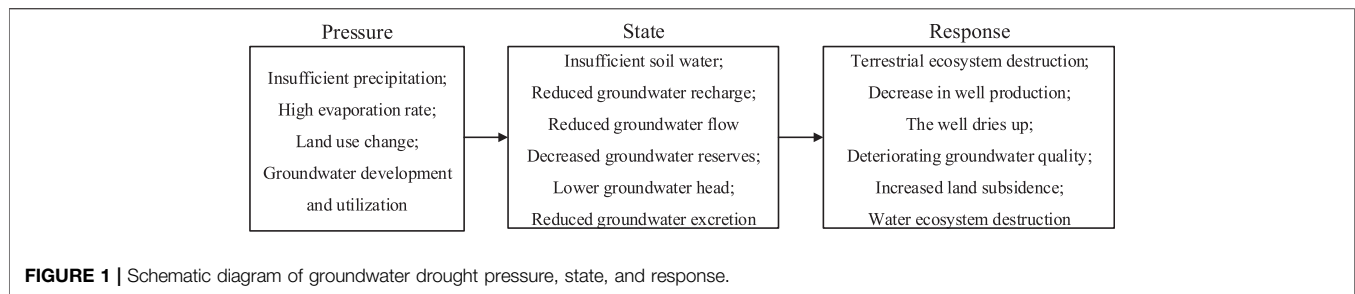 Pressure
Insufficient precipitation;
High evaporation rate;
Land use change;
Groundwater development
and utilization
State
Insufficient soil water;
Reduced groundwater recharge;
Reduced groundwater flow
Decreased groundwater reserves;
Lower groundwater head;
Reduced groundwater excretion
Response
Terrestrial ecosystem destruction;
Decrease in well production;
The well dries up;
Deteriorating groundwater quality;
Increased land subsidence;
Water ecosystem destruction
FIGURE 1 | Schematic diagram of groundwater drought pressure, state, and response.